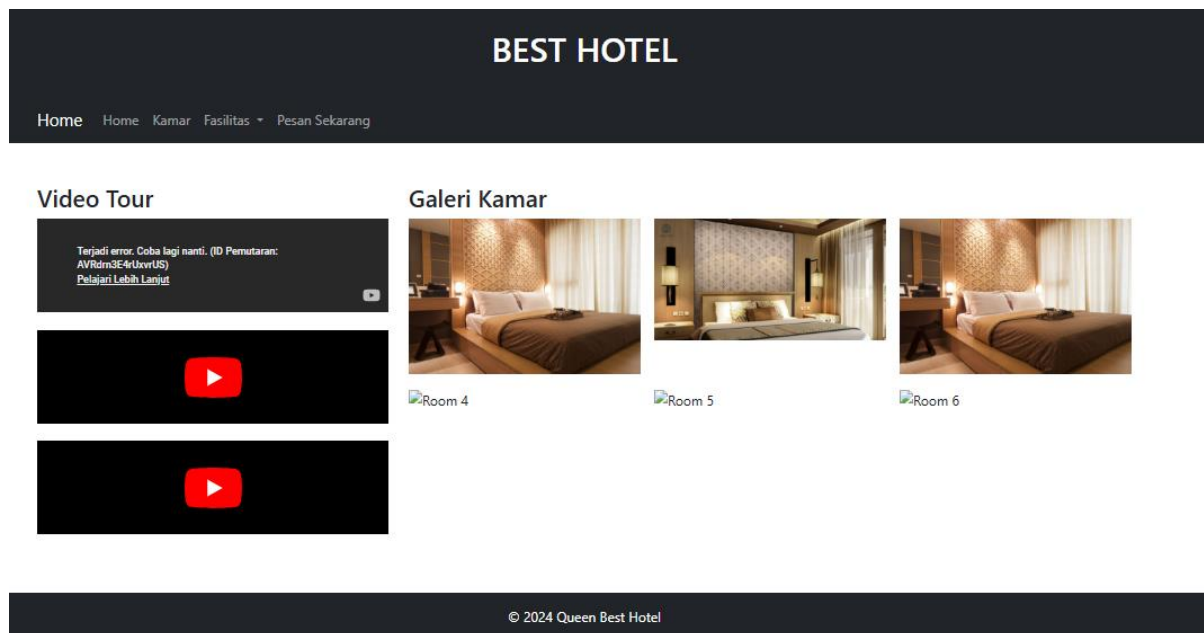 BEST HOTEL
Home Home Kamar Fasilitas Pesan Sekarang
Video Tour
Terjadi error. Coba lagi nanti. (ID Pemutaran:
AVRdrn3E4rUxvrUS)
Pelajari Lebih Lanjut
Galeri Kamar
Room 4 Room 5 Room 6
© 2024 Queen Best Hotel